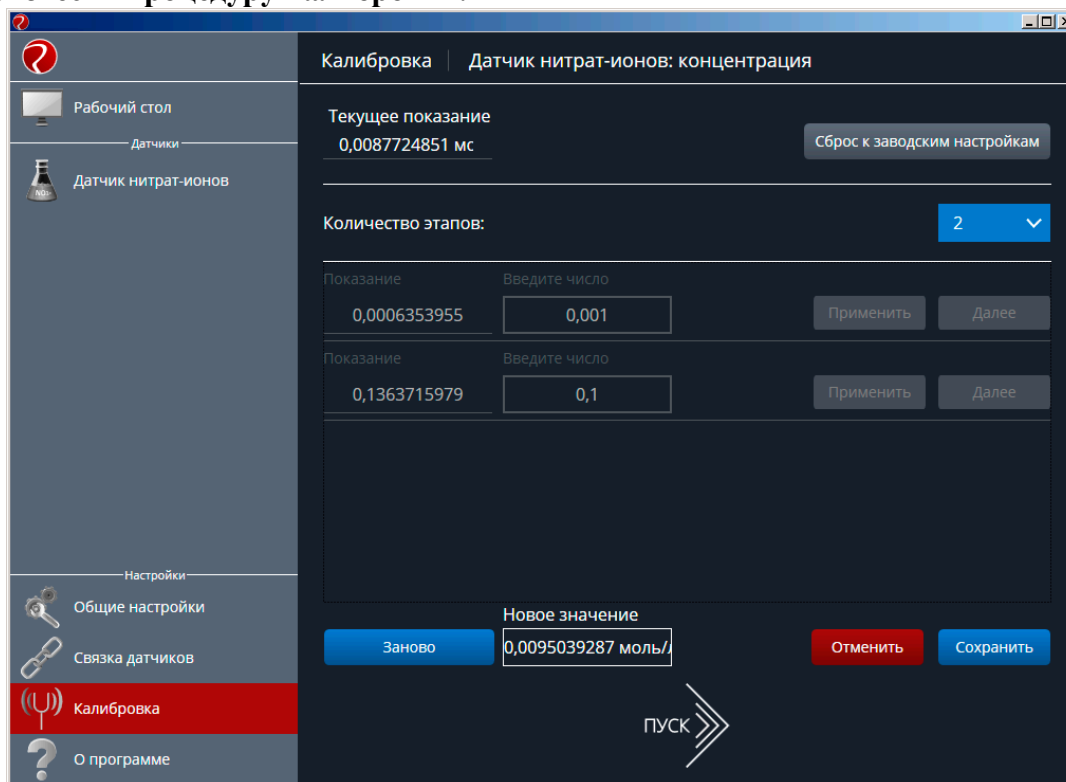 Калибровка Датчик нитрат-ионов: концентрация
Рабочий стол
Датчики
Датчик нитрат-ионов
NO3-
Текущее показание
0,0087724851 мс
Сброс к заводским настройкам
Количество этапов:
2
Показание Введите число
0,0006353955 0,001 Применить Далее
Показание Введите число
0,1363715979 0,1 Применить Далее
Настройки
Общие настройки
Связка датчиков
Калибровка
О программе
Новое значение
Заново 0,0095039287 моль/ Отменить Сохранить
ПУСК